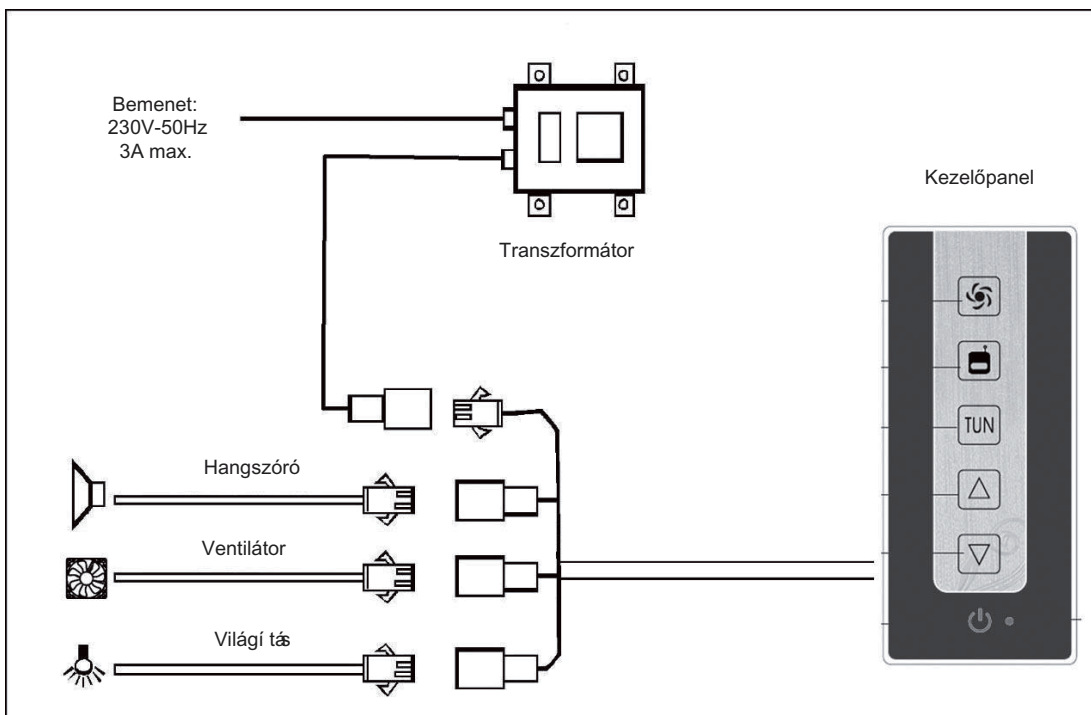 Bemenet:
230V-50Hz
3A max.
Kezelőpanel
Transzformátor
TUN
Hangszóró
Ventilátor
Világí tás